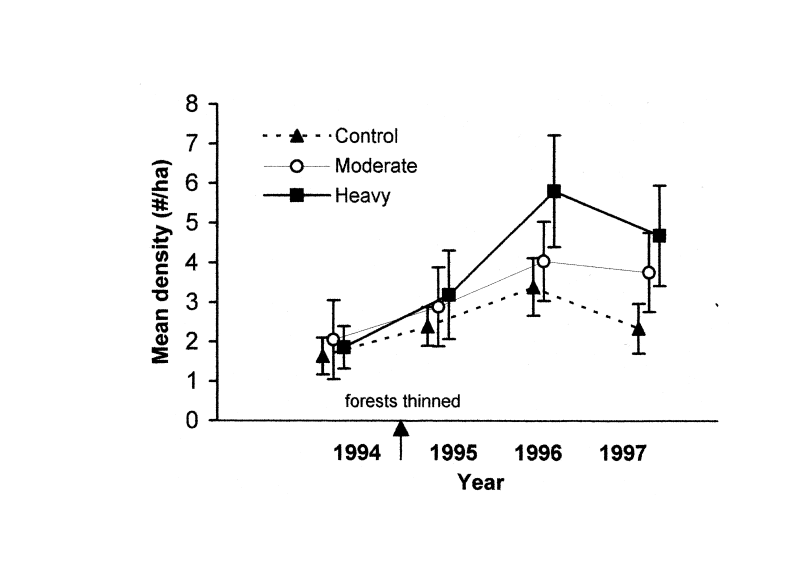 8
7
6
5
4
3
2
1
0
Mean density (#/ha)
Control
Moderate
Heavy
forests thinned
1994 1995 1996 1997
Year